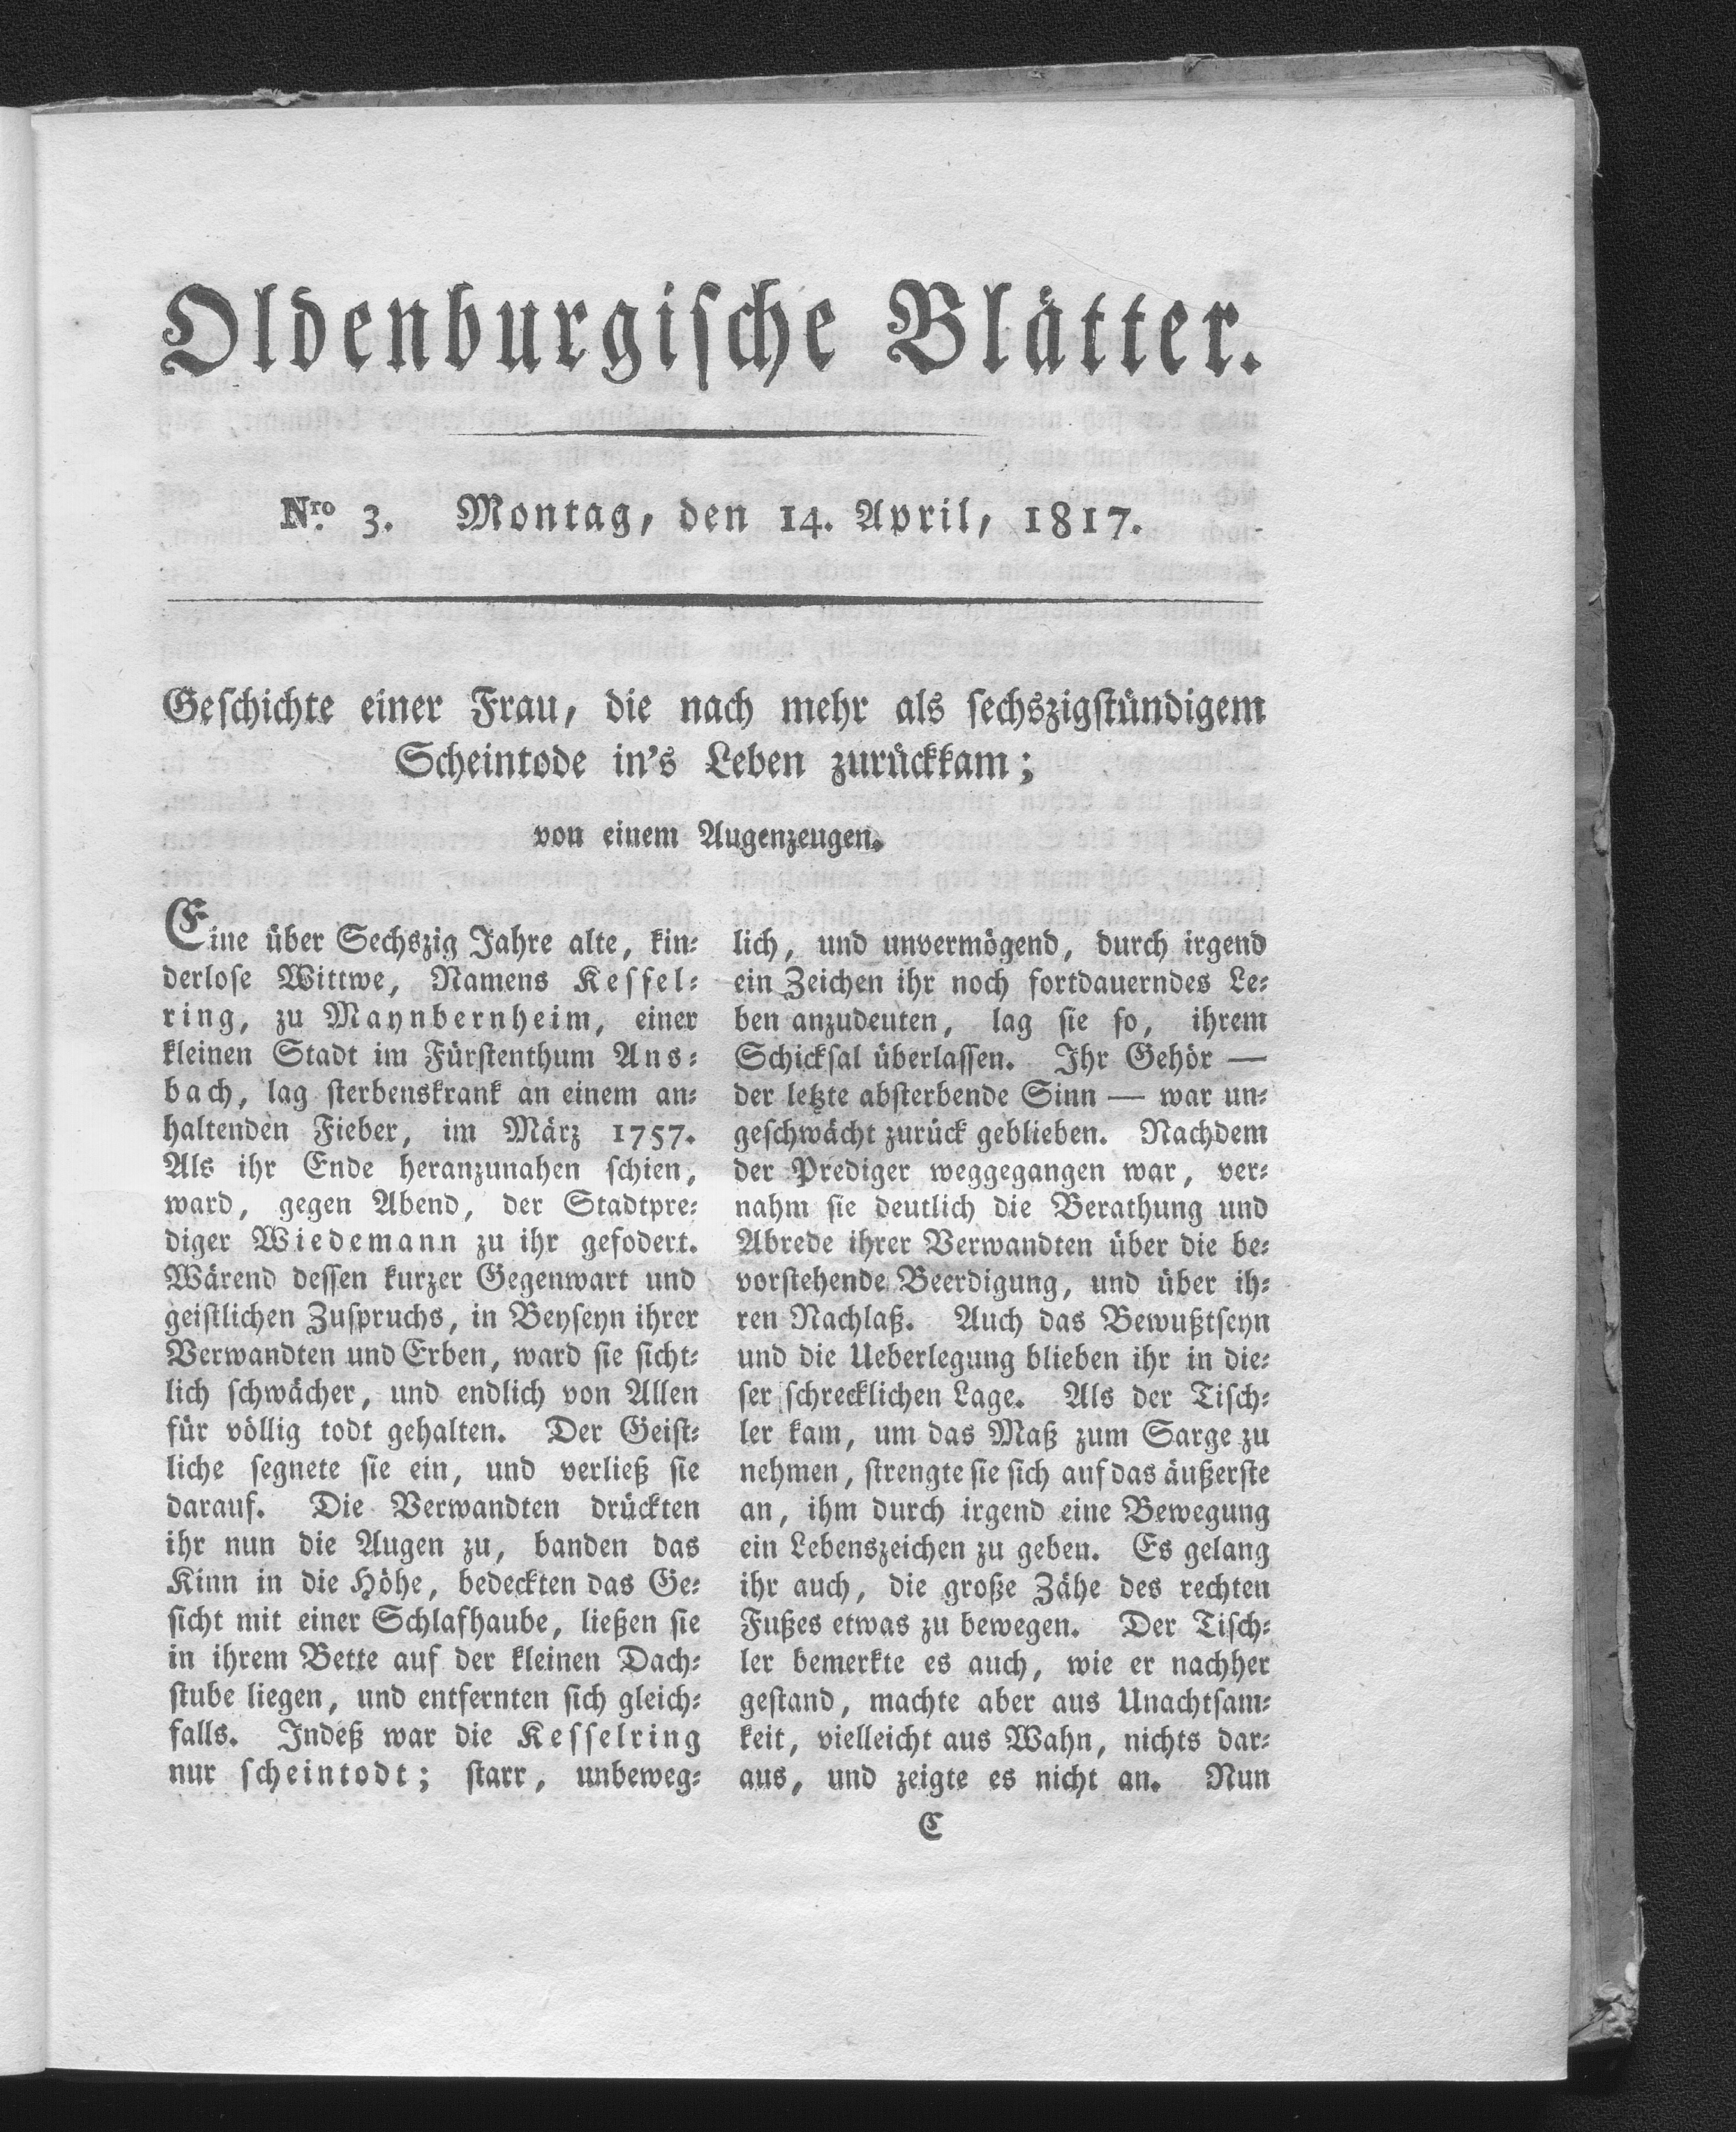 Oldenburgische Blåtter.
Nro. 3. Montag, den 14. April, 1817.
Geschichte einer Frau, die nach mehr als sechszigstündigem
Scheintode in's Leben zurückkam;
von einem Augenzeugen.
Eine über Sechszig Jahre alte, kin-
derlose Wittwe, Namens Kessel-
ring, zu Maynbernheim, einer
kleinen Stadt im Fürstenthum Ans-
bach, lag sterbenskrank an einem an-
haltenden Fieber, im März 1757.
Als ihr Ende heranzunahen schien,
ward, gegen Abend, der Stadtpre-
diger Wiedemann zu ihr gefodert.
Wärend dessen kurzer Gegenwart und
geistlichen Zuspruchs, in Beyseyn ihrer
Verwandten und Erben, ward sie sicht-
lich schwächer, und endlich von Allen
für völlig todt gehalten. Der Geist-
liche segnete sie ein, und verließ sie
darauf. Die Verwandten drückten
ihr nun die Augen zu, banden das
Kinn in die Höhe, bedeckten das Ge-
sicht mit einer Schlafhaube, ließen sie
in ihrem Bette auf der kleinen Dach-
stube liegen, und entfernten sich gleich-
falls. Indeß war die Kesselring
nur scheintodt; starr, unbeweg-
lich, und unvermögend, durch irgend
ein Zeichen ihr noch fortdauerndes Le-
ben anzudeuten, lag sie so, ihrem
Schicksal überlassen. Ihr Gehör —
der letzte absterbende Sinn — war un-
geschwächt zurück geblieben. Nachdem
der Prediger weggegangen war, ver-
nahm sie deutlich die Berathung und
Abrede ihrer Verwandten über die be-
vorstehende Beerdigung, und über ih-
ren Nachlaß. Auch das Bewußtseyn
und die Ueberlegung blieben ihr in die-
ser schrecklichen Lage. Als der Tisch-
ler kam, um das Maß zum Sarge zu
nehmen, strengte sie sich auf das äußerste
an, ihm durch irgend eine Bewegung
ein Lebenszeichen zu geben. Es gelang
ihr auch, die große Zähe des rechten
Fußes etwas zu bewegen. Der Tisch-
ler bemerkte es auch, wie er nachher
gestand, machte aber aus Unachtsam-
keit, vielleicht aus Wahn, nichts dar-
aus, und zeigte es nicht an. Nun
C